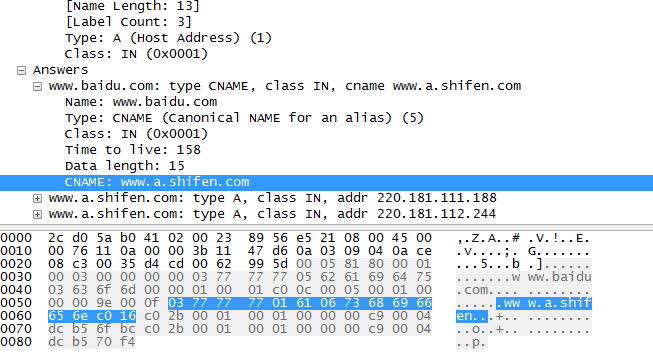 [Name Length: 13]
[Label Count: 3]
Type: A (Host Address) (1)
Class: IN (0x0001)
Answers
www.baidu.com: type CNAME, class IN, cname www.a.shifen.com
Name: www.baidu.com
Type: CNAME (Canonical NAME for an alias) (5)
Class: IN (0x0001)
Time to live: 158
Data length: 15
CNAME: www.a.shifen.com
www.a.shifen.com: type A, class IN, addr 220.181.111.188
www.a.shifen.com: type A, class IN, addr 220.181.112.244
0000 2c d0 5a b0 41 02 00 23 89 56 e5 21 08 00 45 00 ,.Z.A..# .V.!..E.
0010 00 76 11 0a 00 00 3b 11 47 d6 0a 03 09 04 0a ce .v....;. G.......
0020 08 c3 00 35 d4 cd 00 62 99 5d 00 05 81 80 00 01 ...5...b .]......
0030 00 03 00 00 00 00 03 77 77 77 05 62 61 69 64 75 .......w ww.baidu
0040 03 63 6f 6d 00 00 01 00 01 c0 0c 00 05 00 01 00 .com.... ........
0050 00 00 9e 00 0f 03 77 77 77 01 61 06 73 68 69 66 ......ww w.a.shif
0060 65 6e c0 16 c0 2b 00 01 00 01 00 00 00 c9 00 04 en...+.. ........
0070 dc b5 6f bc c0 2b 00 01 00 01 00 00 00 c9 00 04 ..o..+.. ........
0080 dc b5 70 f4 ..p.